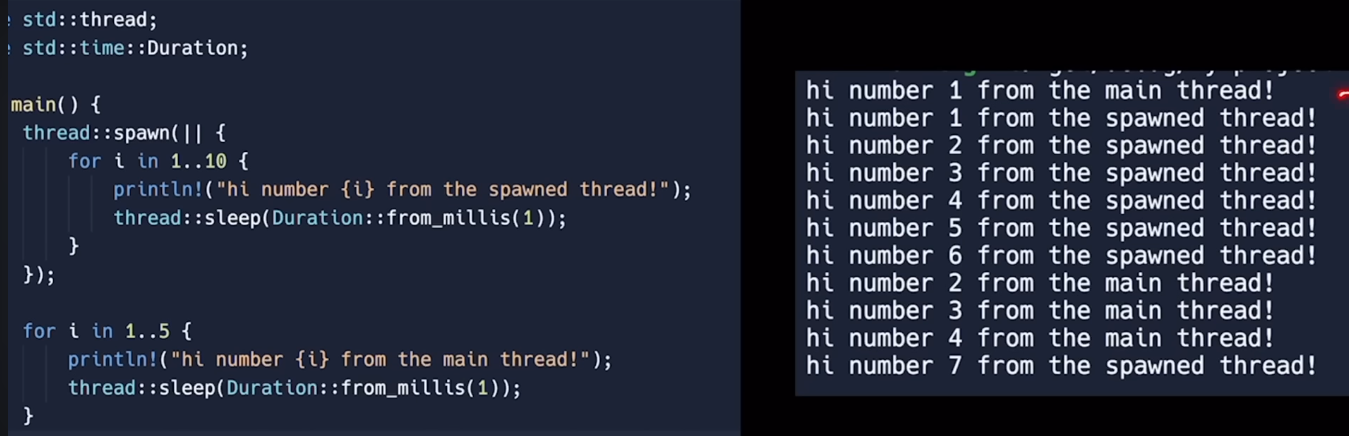 std::thread;
std::time::Duration;
main() {
thread::spawn(|| {
for i in 1..10 {
println!("hi number {i} from the spawned thread!");
thread::sleep(Duration::from_millis(1));
}
});
for i in 1..5 {
println!("hi number {i} from the main thread!");
thread::sleep(Duration::from_millis(1));
}
hi number 1 from the main thread!
hi number 1 from the spawned thread!
hi number 2 from the spawned thread!
hi number 3 from the spawned thread!
hi number 4 from the spawned thread!
hi number 5 from the spawned thread!
hi number 6 from the spawned thread!
hi number 2 from the main thread!
hi number 3 from the main thread!
hi number 4 from the main thread!
hi number 7 from the spawned thread!